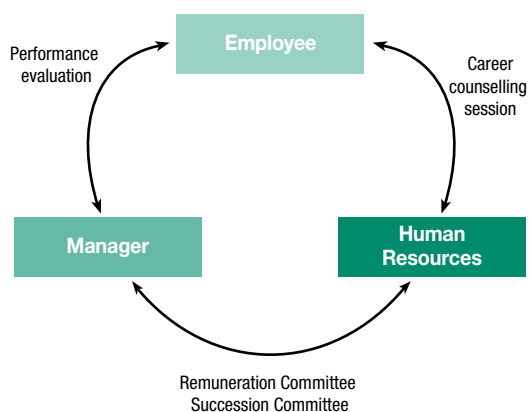 Employee
Performance
evaluation
Career
counselling
session
Manager
Human
Resources
Remuneration Committee
Succession Committee